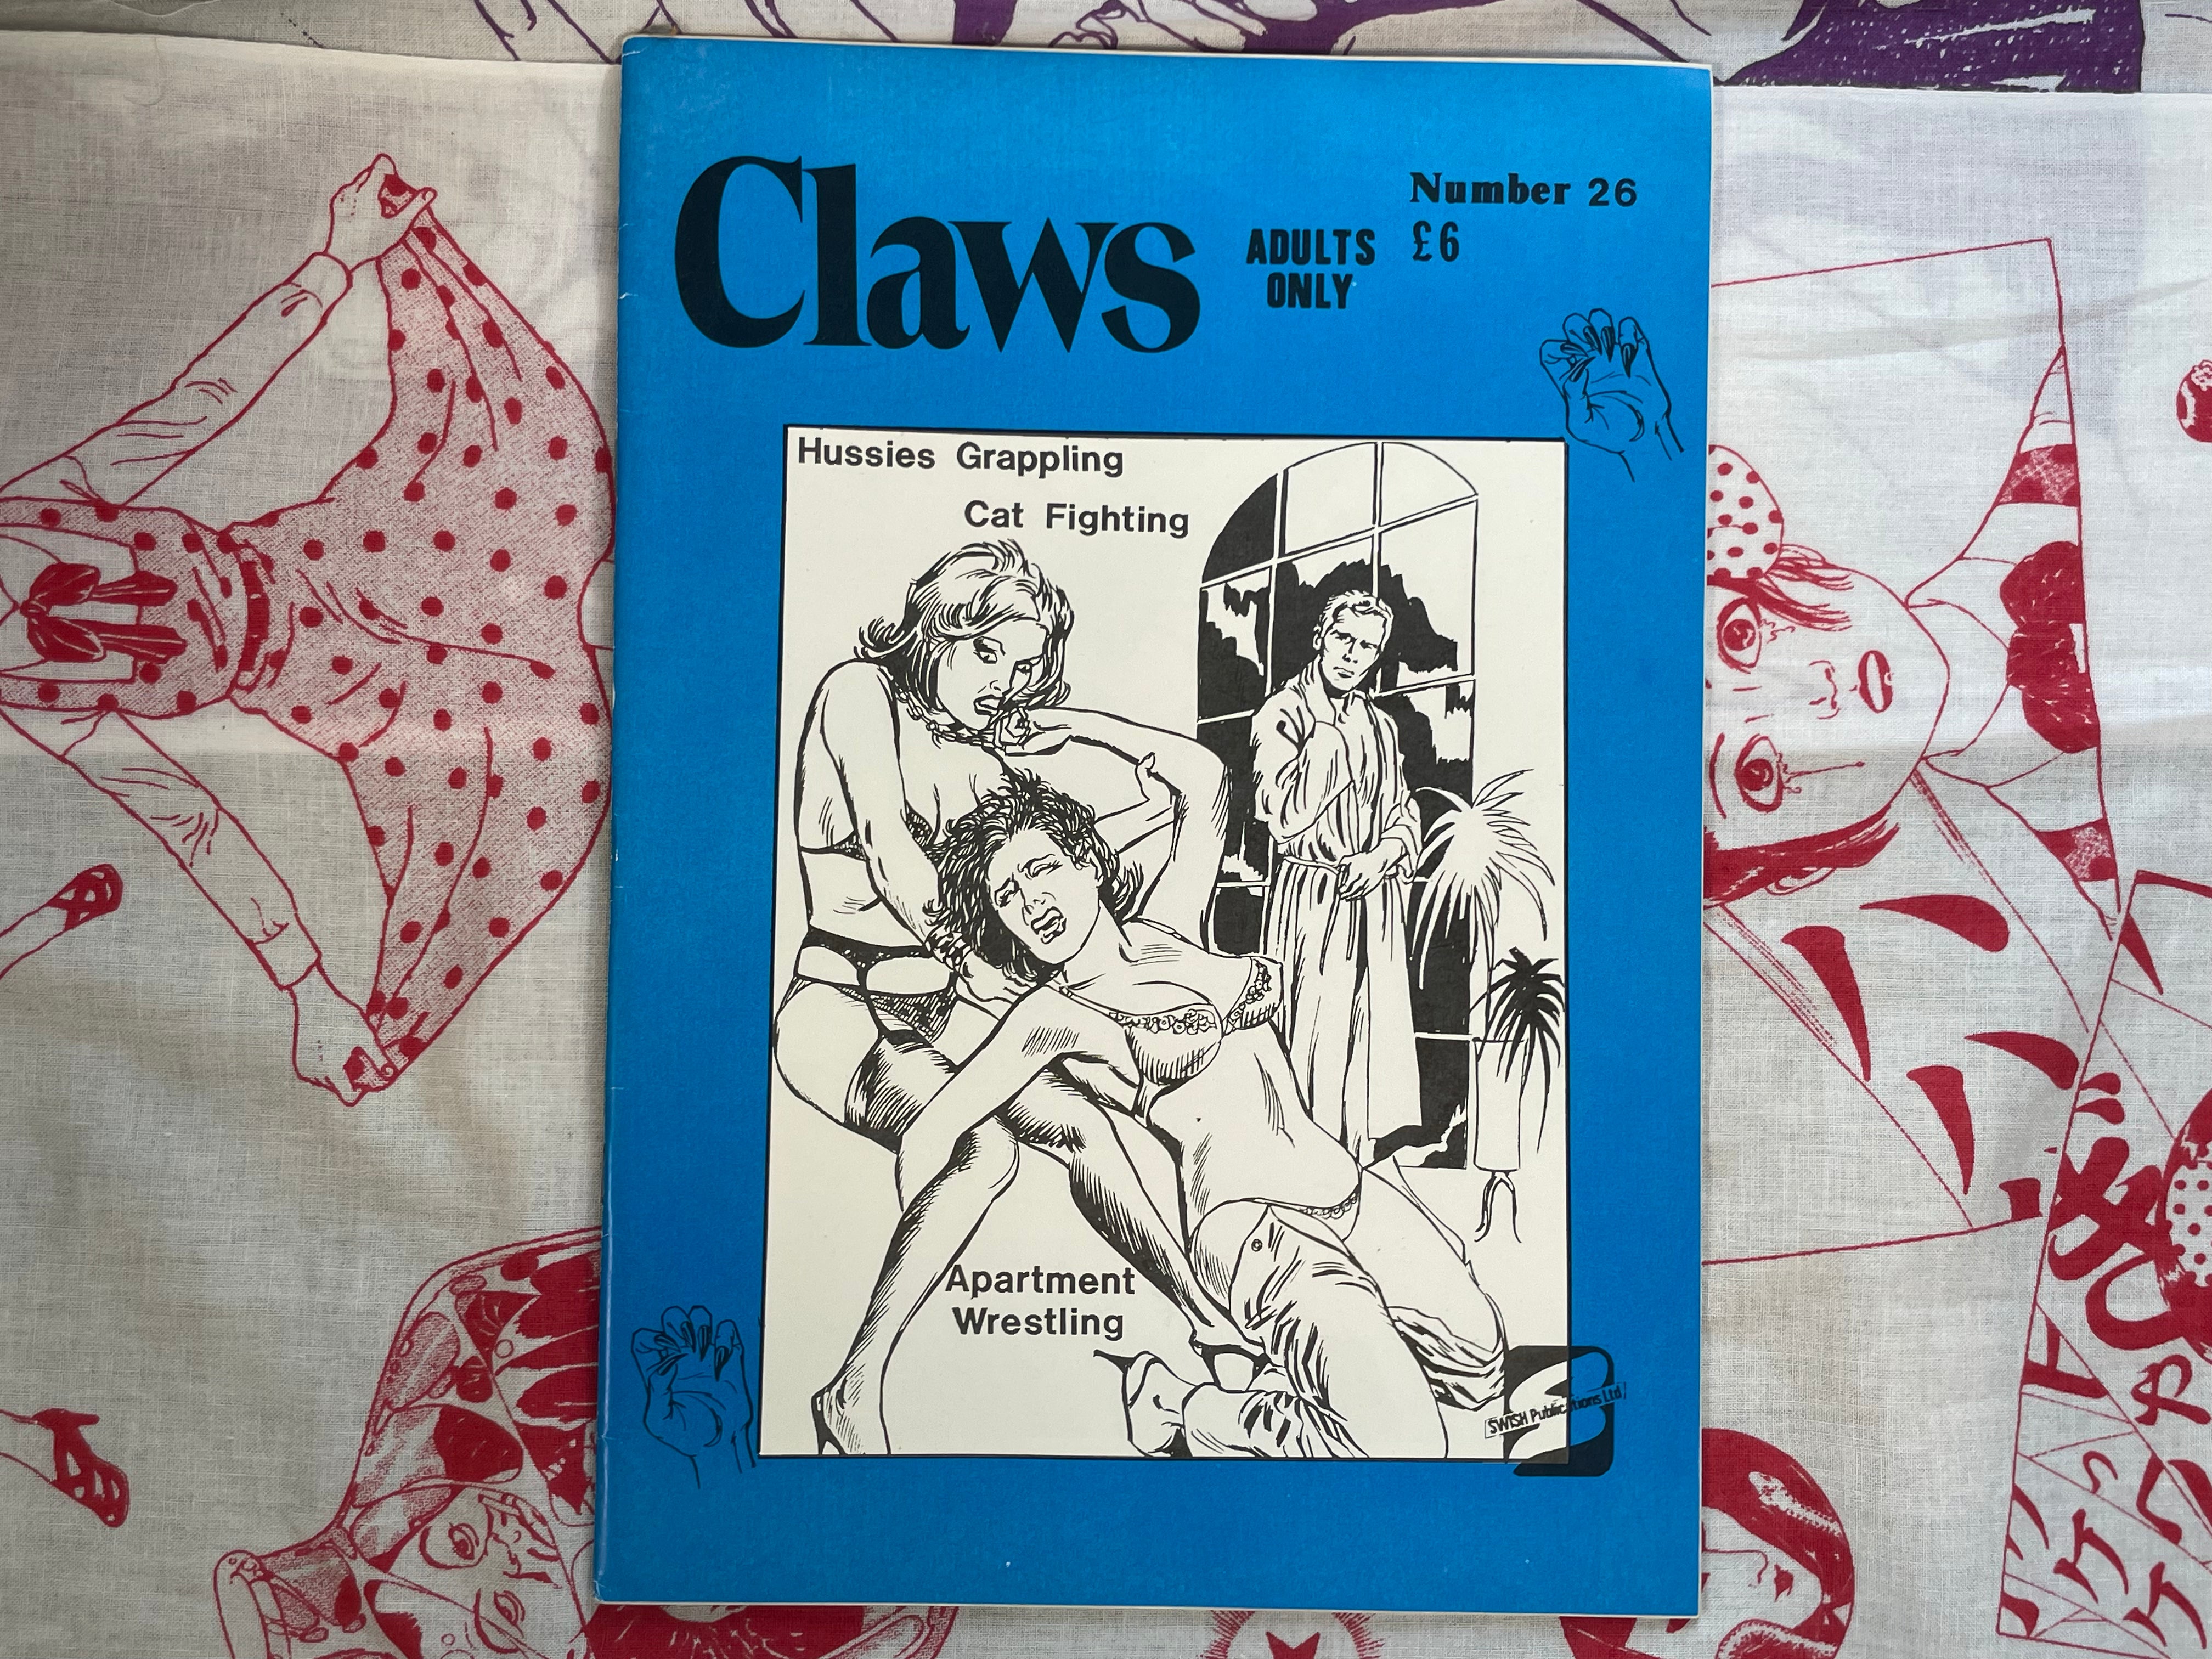 Claws
ADULTS
ONLY
Number 26
£6
Hussies Grappling
Cat Fighting
Apartment
Wrestling
SWISH Publications Ltd